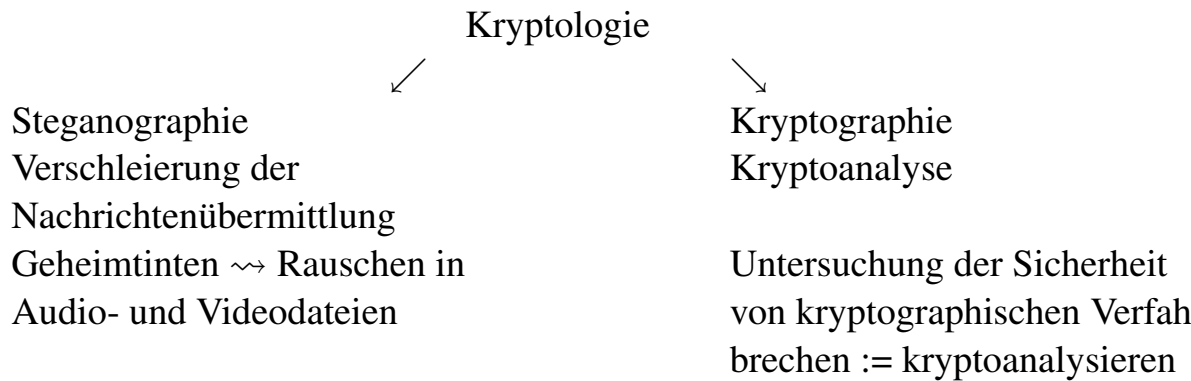 Kryptologie
Steganographie
Verschleierung der
Nachrichtenübermittlung
Geheimtinten ⇝ Rauschen in
Audio- und Videodateien
Kryptographie
Kryptoanalyse
Untersuchung der Sicherheit
von kryptographischen Verfah
brechen := kryptoanalysieren